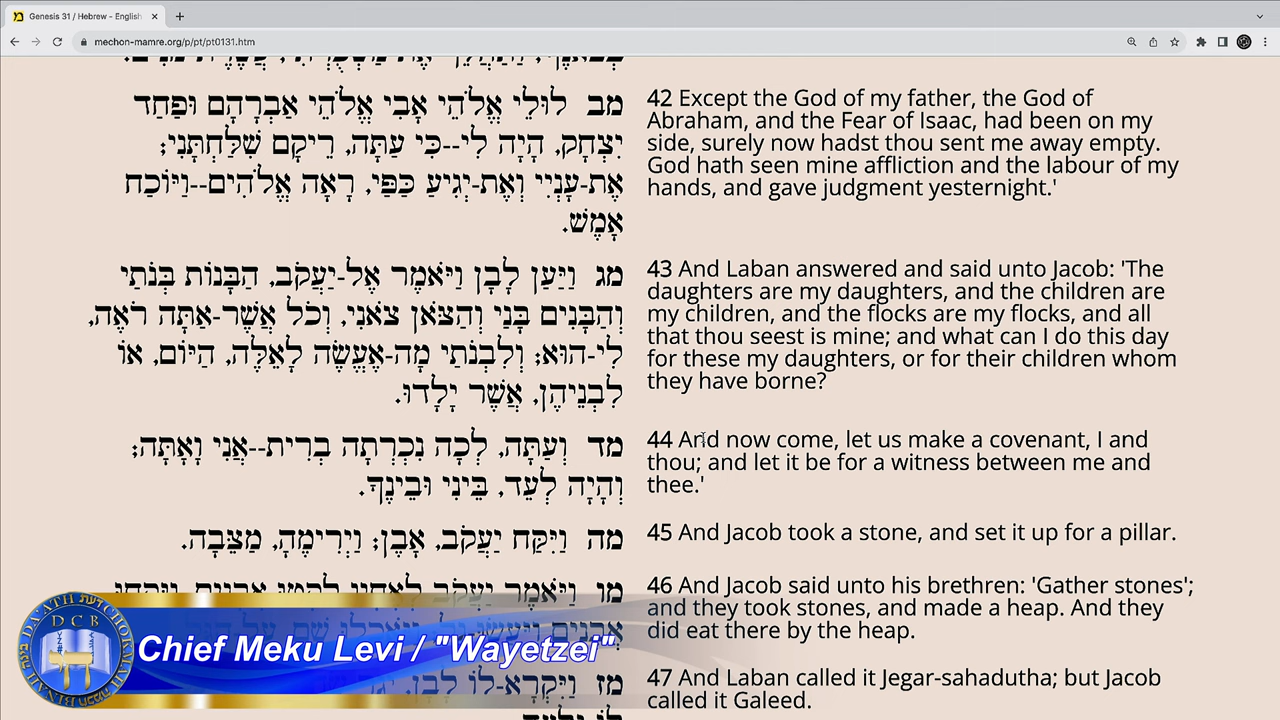 Genesis 31 / Hebrew - English
mechon-mamre.org/p/pt/pt0131.htm
מב לוּלֵי אֱלֹהֵי אָבִי אֱלֹהֵי אַבְרָהָם וּפַחַד
יִצְחָק, הָיָה לִי--כִּי עַתָּה, רֵיקָם שִׁלַּחְתָּנִי;
אֶת-עָנְיִי וְאֶת-יְגִיעַ כַּפַּי, רָאָה אֱלֹהִים--וַיּוֹכַח
אָמֶשׁ.
42 Except the God of my father, the God of
Abraham, and the Fear of Isaac, had been on my
side, surely now hadst thou sent me away empty.
God hath seen mine affliction and the labour of my
hands, and gave judgment yesternight.'
מג וַיַּעַן לָבָן וַיֹּאמֶר אֶל-יַעֲקֹב, הַבָּנוֹת בְּנֹתַי
וְהַבָּנִים בָּנַי וְהַצֹּאן צֹאנִי, וְכֹל אֲשֶׁר-אַתָּה רֹאֶה,
לִי-הוּא; וְלִבְנֹתַי מָה-אֶעֱשֶׂה לָאֵלֶּה, הַיּוֹם, אוֹ
לִבְנֵיהֶן, אֲשֶׁר יָלָדוּ.
43 And Laban answered and said unto Jacob: 'The
daughters are my daughters, and the children are
my children, and the flocks are my flocks, and all
that thou seest is mine; and what can I do this day
for these my daughters, or for their children whom
they have borne?
מד וְעַתָּה, לְכָה נִכְרְתָה בְרִית--אֲנִי וָאָתָּה;
וְהָיָה לְעֵד, בֵּינִי וּבֵינֶךָ.
44 And now come, let us make a covenant, I and
thou; and let it be for a witness between me and
thee.'
מה וַיִּקַּח יַעֲקֹב, אָבֶן; וַיְרִימֶהָ, מַצֵּבָה.
45 And Jacob took a stone, and set it up for a pillar.
מו וַיֹּאמֶר יַעֲקֹב לְאֶחָיו
46 And Jacob said unto his brethren: 'Gather stones';
and they took stones, and made a heap. And they
did eat there by the heap.
מז וַיִּקְרָא-לוֹ לָבָן
47 And Laban called it Jegar-sahadutha; but Jacob
called it Galeed.
DCB
Chief Meku Levi / "Wayetzei"